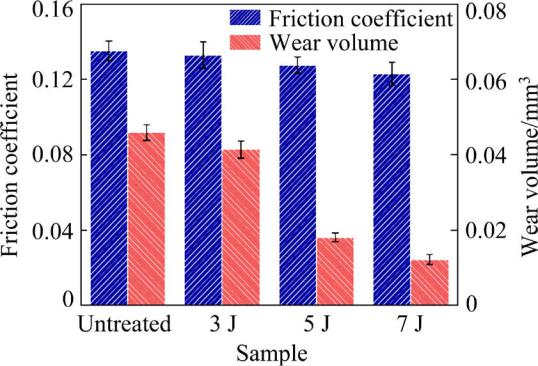 Friction coefficient
0.16
0.12
0.08
0.04
0
Friction coefficient
Wear volume
0.08
0.06
0.04
0.02
0
Wear volume/mm³
Untreated 3 J 5 J 7 J
Sample